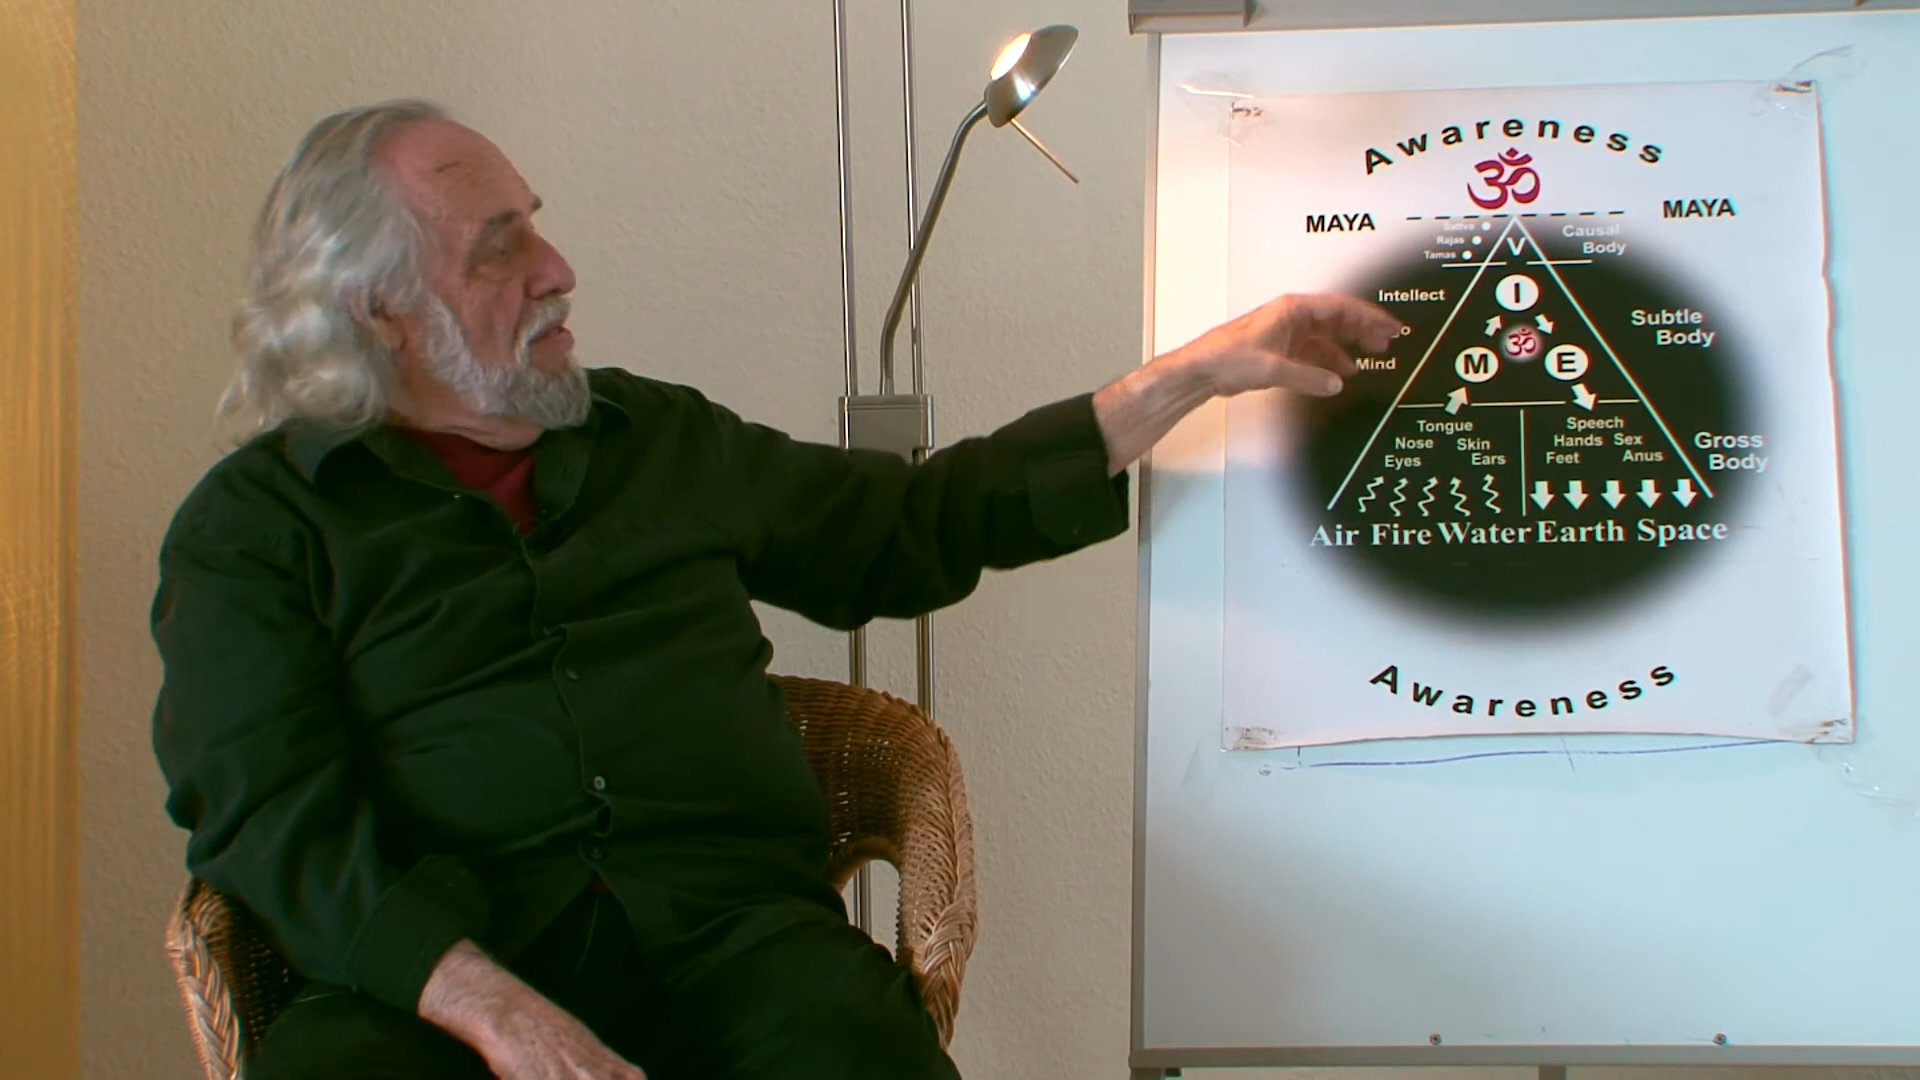 Awareness
ॐ
MAYA MAYA
Sattva
Rajas
Tamas
V
Causal
Body
Intellect
I
Subtle
Body
ॐ
Mind
M E
Tongue
Nose Skin
Eyes Ears
Speech
Hands Sex
Feet Anus
Gross
Body
Air Fire Water Earth Space
Awareness